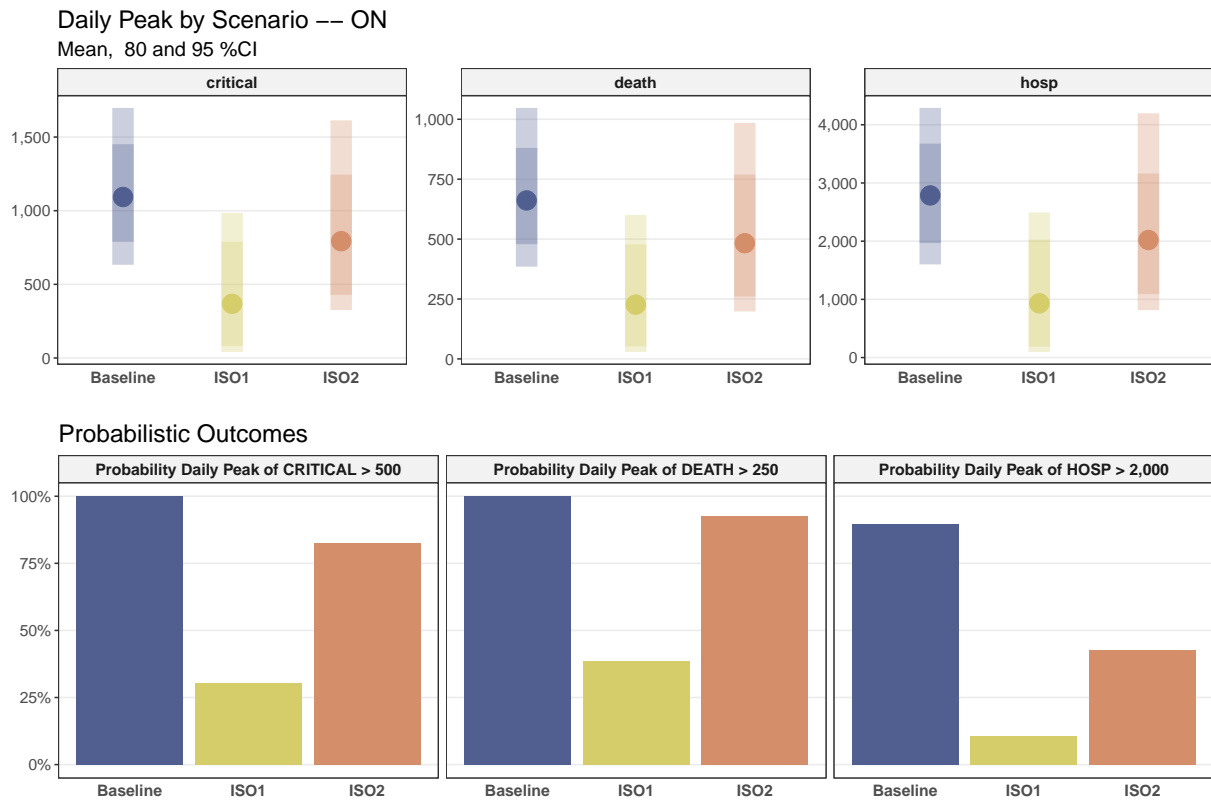 Daily Peak by Scenario −− ON
Mean,  80 and 95 %CI
critical
death
hosp
1,500
1,000
500
0
1,000
750
500
250
0
4,000
3,000
2,000
1,000
0
Baseline ISO1 ISO2
Baseline ISO1 ISO2
Baseline ISO1 ISO2
Probabilistic Outcomes
Probability Daily Peak of CRITICAL > 500
Probability Daily Peak of DEATH > 250
Probability Daily Peak of HOSP > 2,000
100%
75%
50%
25%
0%
Baseline ISO1 ISO2
Baseline ISO1 ISO2
Baseline ISO1 ISO2